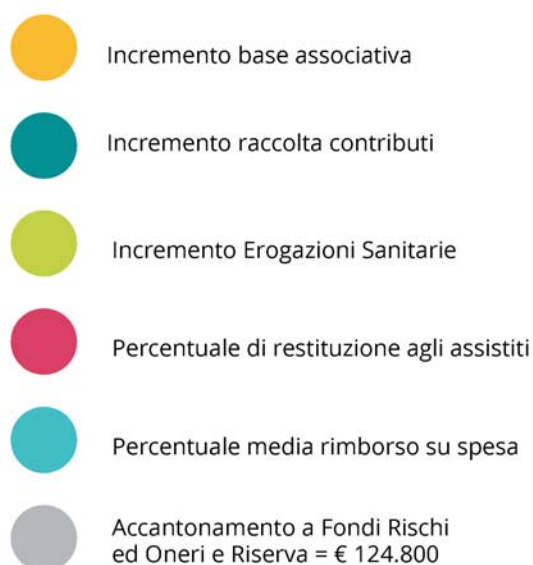 Incremento base associativa
Incremento raccolta contributi
Incremento Erogazioni Sanitarie
Percentuale di restituzione agli assistiti
Percentuale media rimborso su spesa
Accantonamento a Fondi Rischi
ed Oneri e Riserva = € 124.800